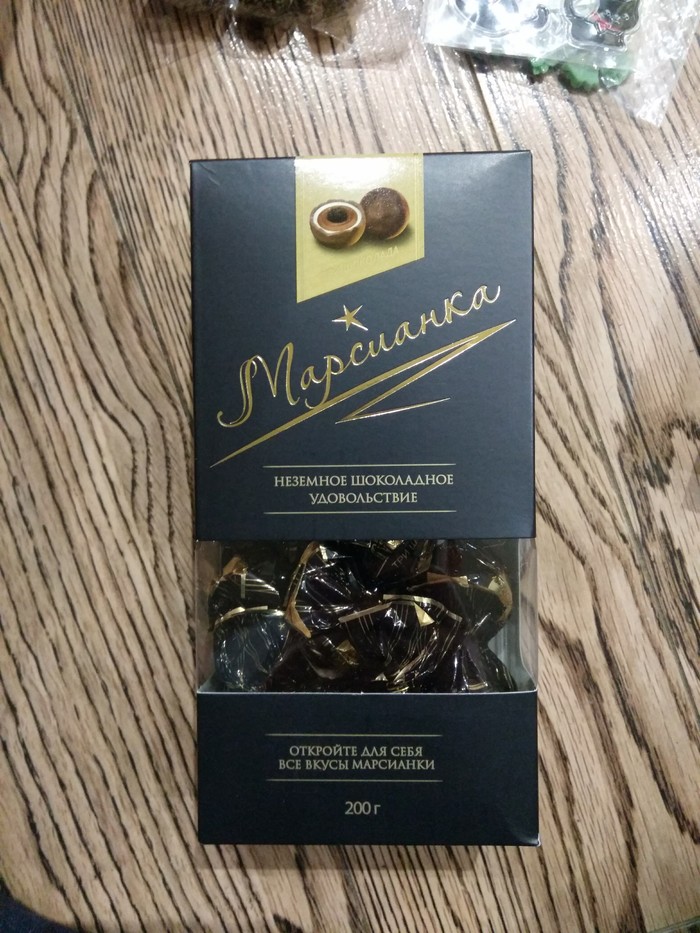 Марсианка
НЕЗЕМНОЕ ШОКОЛАДНОЕ
УДОВОЛЬСТВИЕ
ОТКРОЙТЕ ДЛЯ СЕБЯ
ВСЕ ВКУСЫ МАРСИАНКИ
200 г